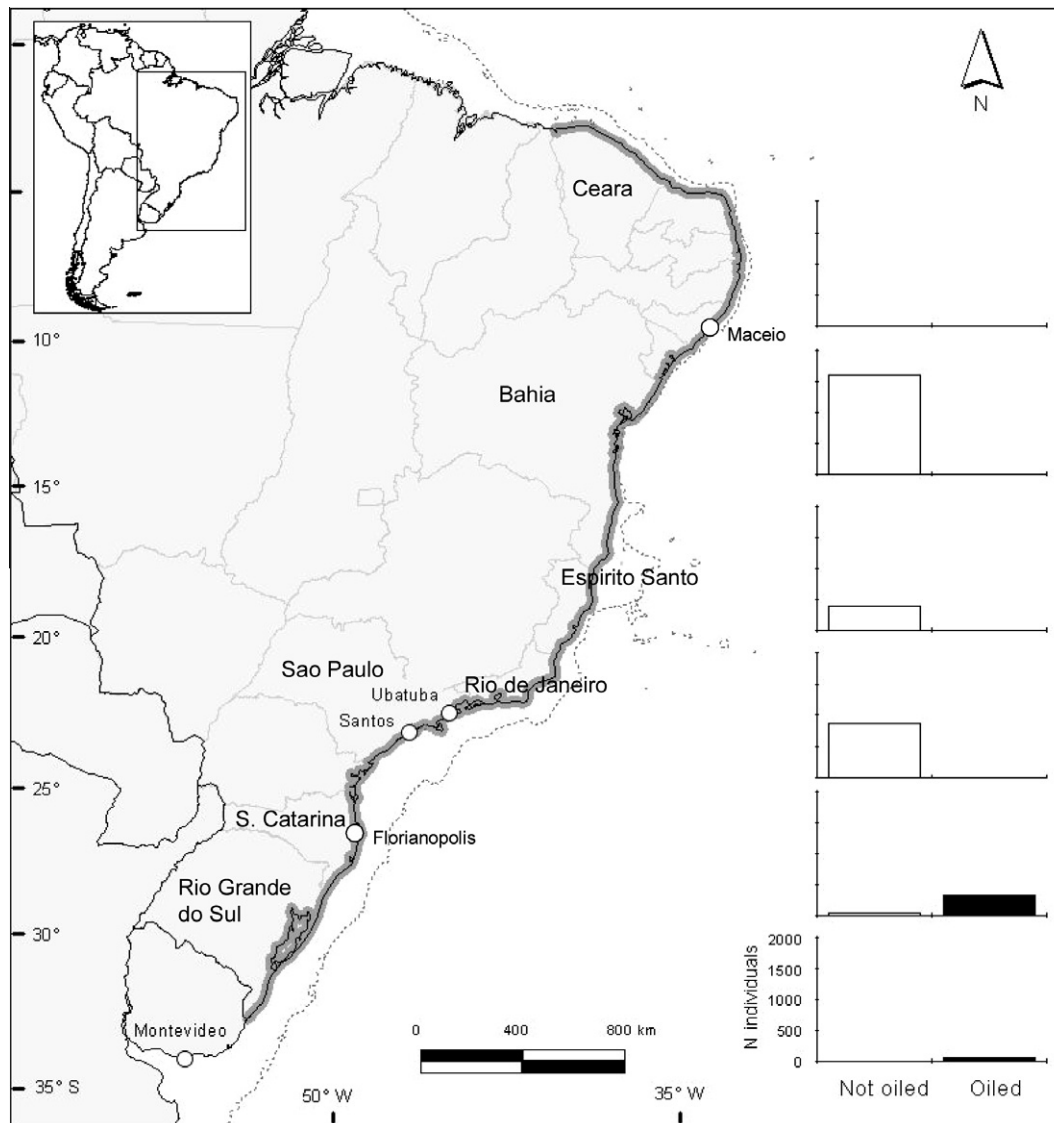 N
Ceara
Maceio
10°
Bahia
15°
Espirito Santo
20°
Sao Paulo
Rio de Janeiro
Ubatuba
Santos
25°
S. Catarina
Florianopolis
Rio Grande
do Sul
30°
Montevideo
0 400 800 km
35° S
50° W
35° W
N individuals
2000
1500
1000
500
0
Not oiled
Oiled